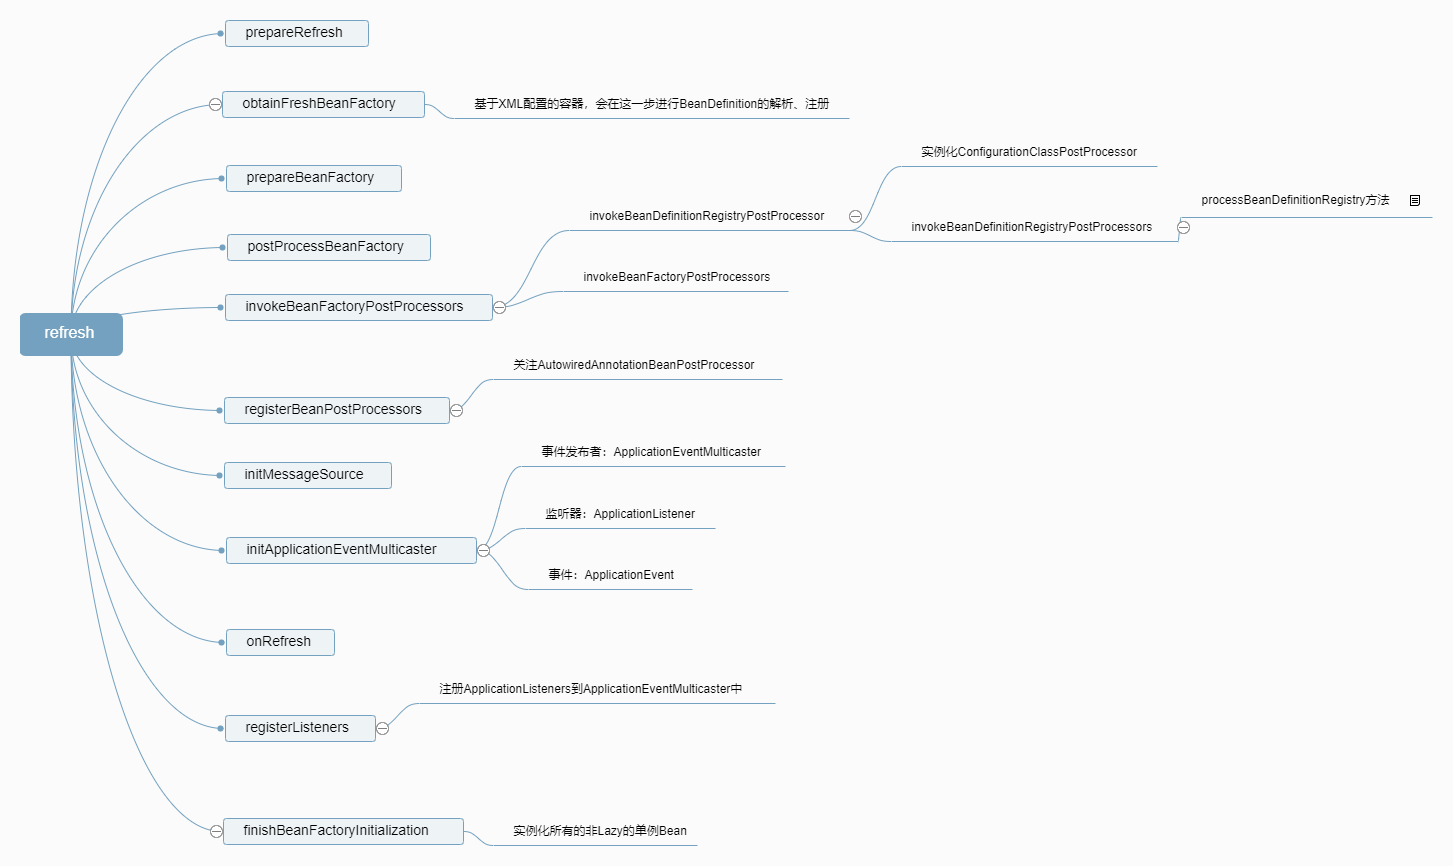 refresh
prepareRefresh
obtainFreshBeanFactory
基于XML配置的容器，会在这一步进行BeanDefinition的解析、注册
prepareBeanFactory
postProcessBeanFactory
invokeBeanFactoryPostProcessors
invokeBeanDefinitionRegistryPostProcessor
实例化ConfigurationClassPostProcessor
invokeBeanDefinitionRegistryPostProcessors
processBeanDefinitionRegistry方法
invokeBeanFactoryPostProcessors
registerBeanPostProcessors
关注AutowiredAnnotationBeanPostProcessor
initMessageSource
initApplicationEventMulticaster
事件发布者：ApplicationEventMulticaster
监听器：ApplicationListener
事件：ApplicationEvent
onRefresh
registerListeners
注册ApplicationListeners到ApplicationEventMulticaster中
finishBeanFactoryInitialization
实例化所有的非Lazy的单例Bean